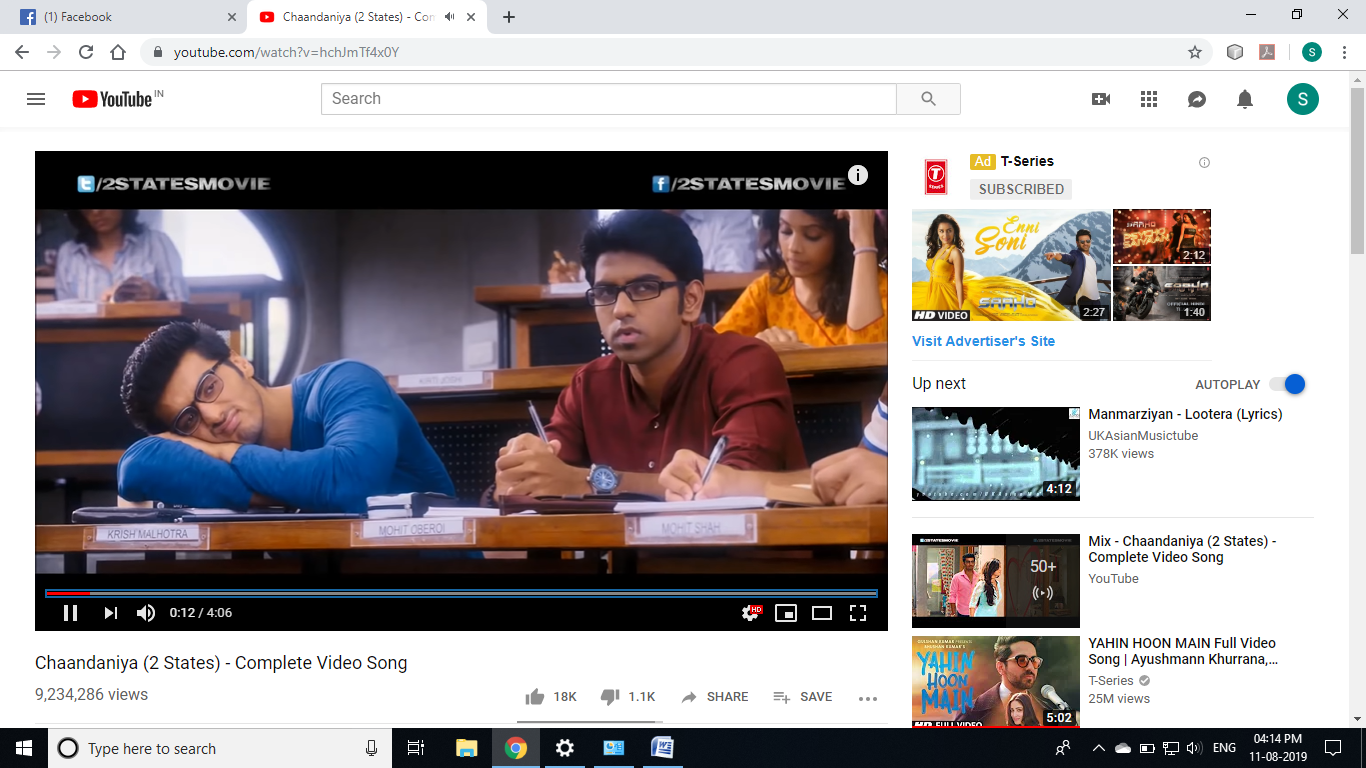 (1) Facebook
Chaandaniya (2 States) - Con
youtube.com/watch?v=hchJmTf4x0Y
S
YouTube IN
Search
S
/2STATESMOVIE
/2STATESMOVIE
KRISH MALHOTRA
MOHIT OBEROI
MOHIT SHAH
0:12 / 4:06
HD
Chaandaniya (2 States) - Complete Video Song
9,234,286 views
18K
1.1K
SHARE
SAVE
T-SERIES
Ad T-Series
SUBSCRIBED
Enni Soni
SAAHO
HD VIDEO
2:27
SAAHO
2:12
1:40
Visit Advertiser's Site
Up next
AUTOPLAY
4:12
Manmarziyan - Lootera (Lyrics)
UKAsianMusictube
378K views
50+
Mix - Chaandaniya (2 States) -
Complete Video Song
YouTube
YAHIN HOON MAIN
HD FULL VIDEO
5:02
YAHIN HOON MAIN Full Video
Song | Ayushmann Khurrana,...
T-Series
25M views
Type here to search
ENG
04:14 PM
11-08-2019